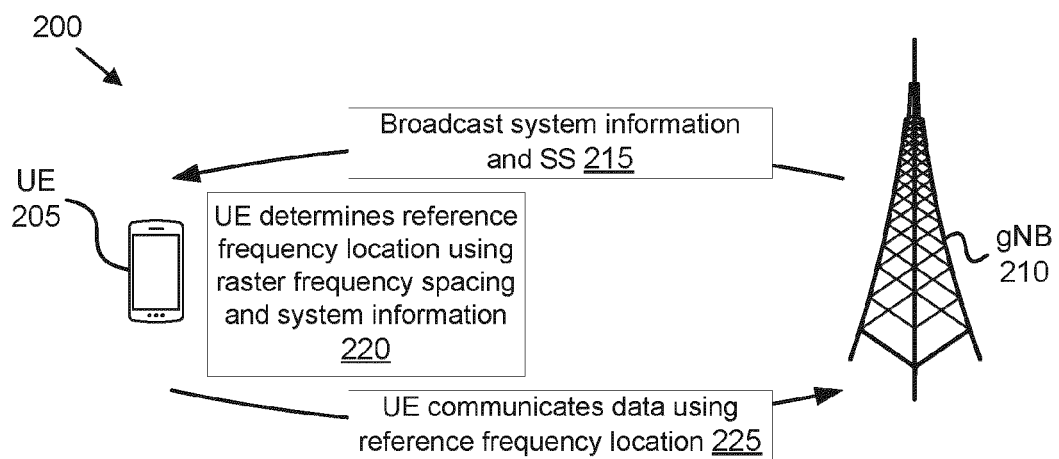 200
Broadcast system information
and SS 215
UE
205
UE determines reference
frequency location using
raster frequency spacing
and system information
220
gNB
210
UE communicates data using
reference frequency location 225